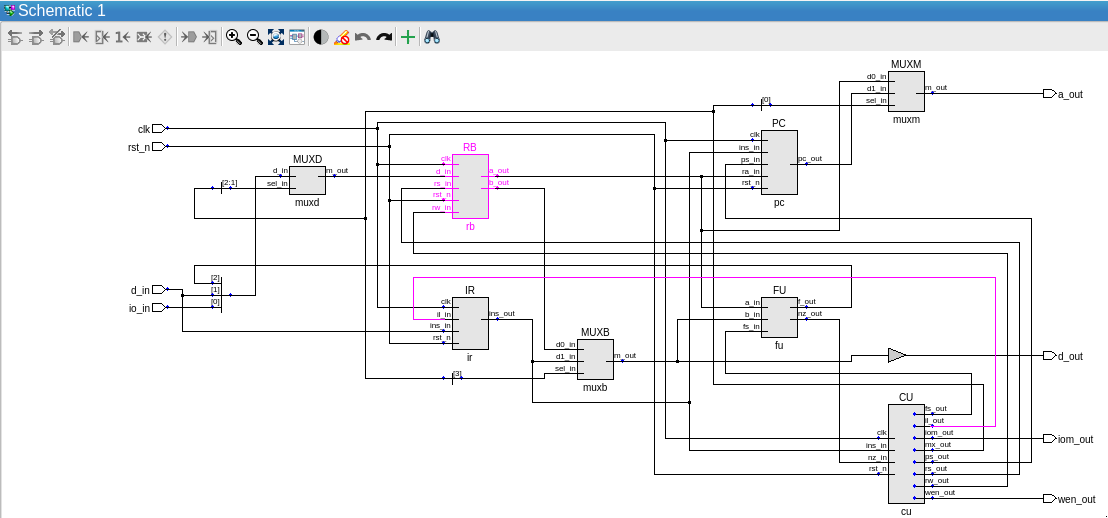 Schematic 1
MUXM
d0_in
d1_in
sel_in
m_out
muxm
a_out
[0]
clk
rst_n
PC
clk
ins_in
ps_in
ra_in
rst_n
pc_out
pc
MUXD
d_in
sel_in
m_out
muxd
[2:1]
RB
clk
d_in
rs_in
rst_n
rw_in
a_out
b_out
rb
d_in
io_in
[2]
[1]
[0]
IR
clk
il_in
ins_in
rst_n
ins_out
ir
FU
a_in
b_in
fs_in
f_out
nz_out
fu
MUXB
d0_in
d1_in
sel_in
m_out
muxb
[3]
d_out
CU
clk
ins_in
nz_in
rst_n
fs_out
il_out
iom_out
mx_out
ps_out
rs_out
rw_out
wen_out
cu
iom_out
wen_out